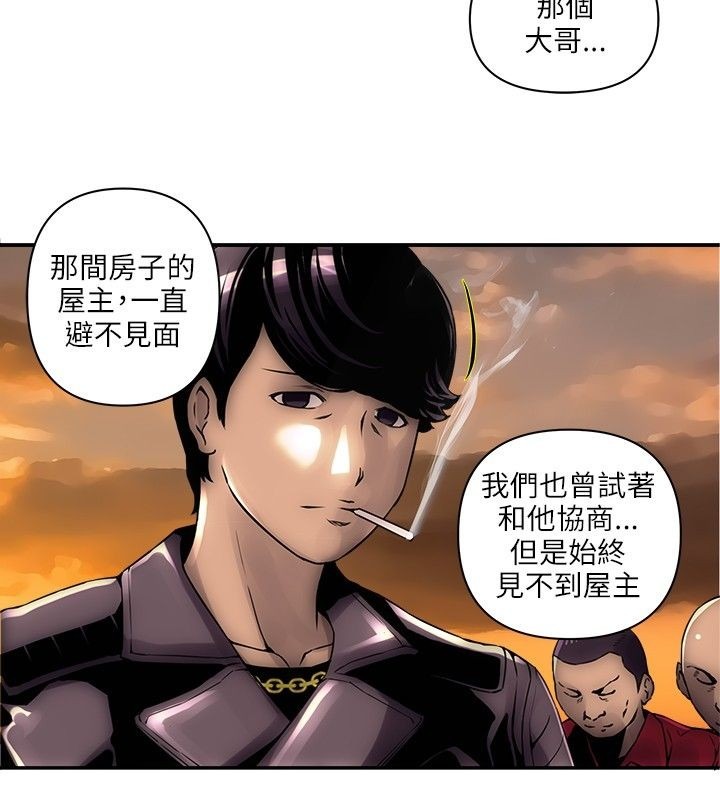 那個
大哥...
那間房子的
屋主,一直
避不見面
我們也曾試著
和他協商...
但是始終
見不到屋主